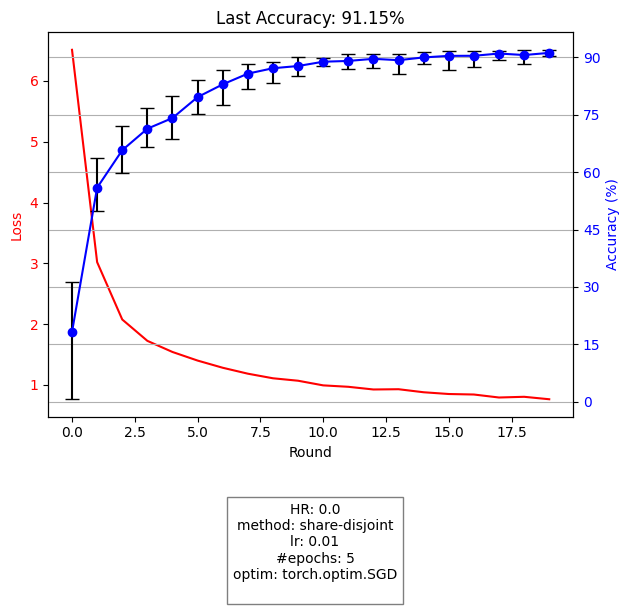 Last Accuracy: 91.15%
6
5
4
3
2
1
Loss
90
75
60
45
30
15
0
Accuracy (%)
0.0 2.5 5.0 7.5 10.0 12.5 15.0 17.5
Round
HR: 0.0
method: share-disjoint
lr: 0.01
#epochs: 5
optim: torch.optim.SGD